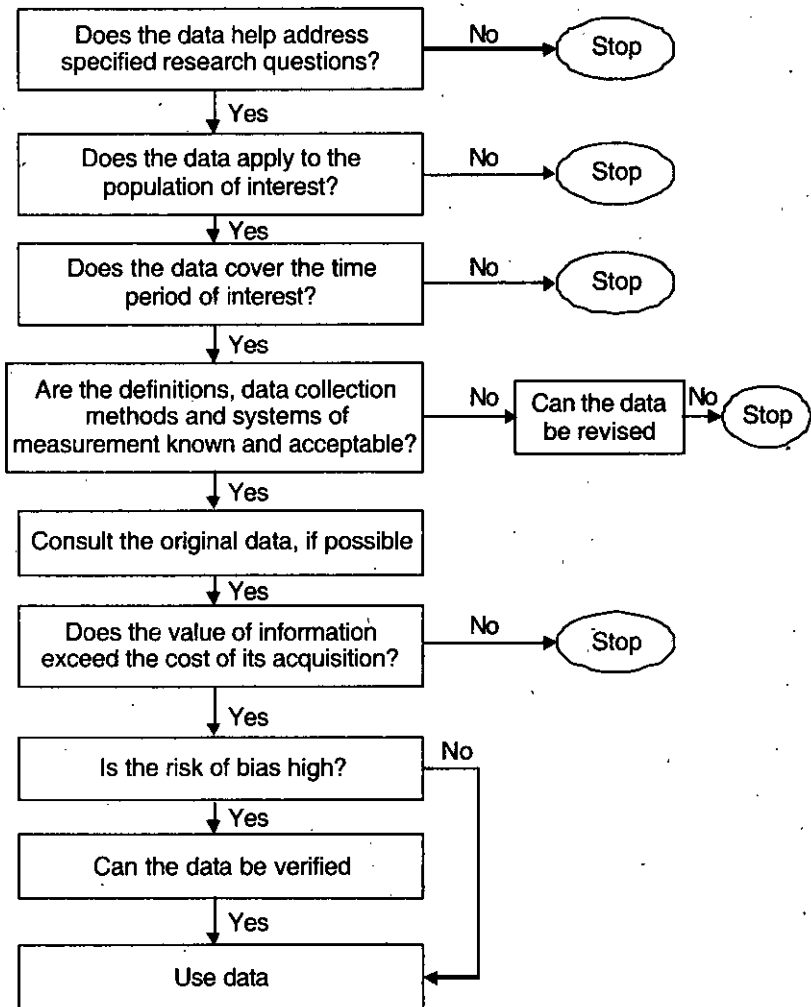 Does the data help address
specified research questions?
No
Stop
Yes
Does the data apply to the
population of interest?
No
Stop
Yes
Does the data cover the time
period of interest?
No
Stop
Yes
Are the definitions, data collection
methods and systems of
measurement known and acceptable?
No
Can the data
be revised
No
Stop
Yes
Consult the original data, if possible
Yes
Does the value of information
exceed the cost of its acquisition?
No
Stop
Yes
Is the risk of bias high?
No
Yes
Can the data be verified
Yes
Use data